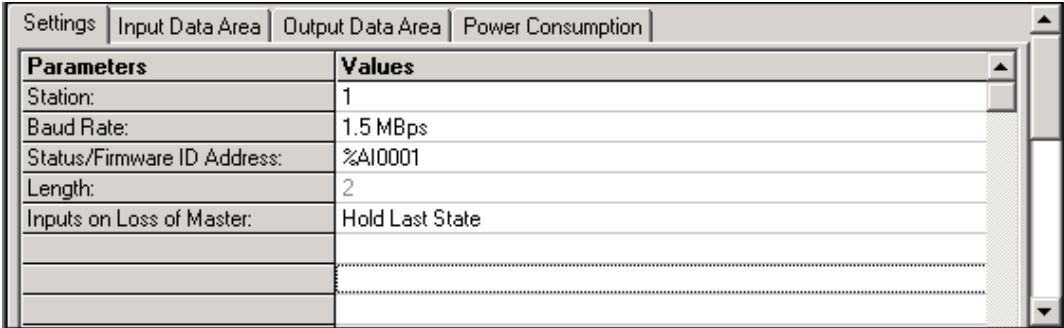 Settings Input Data Area Output Data Area Power Consumption
Parameters Values
Station: 1
Baud Rate: 1.5 MBps
Status/Firmware ID Address: %AI0001
Length: 2
Inputs on Loss of Master: Hold Last State